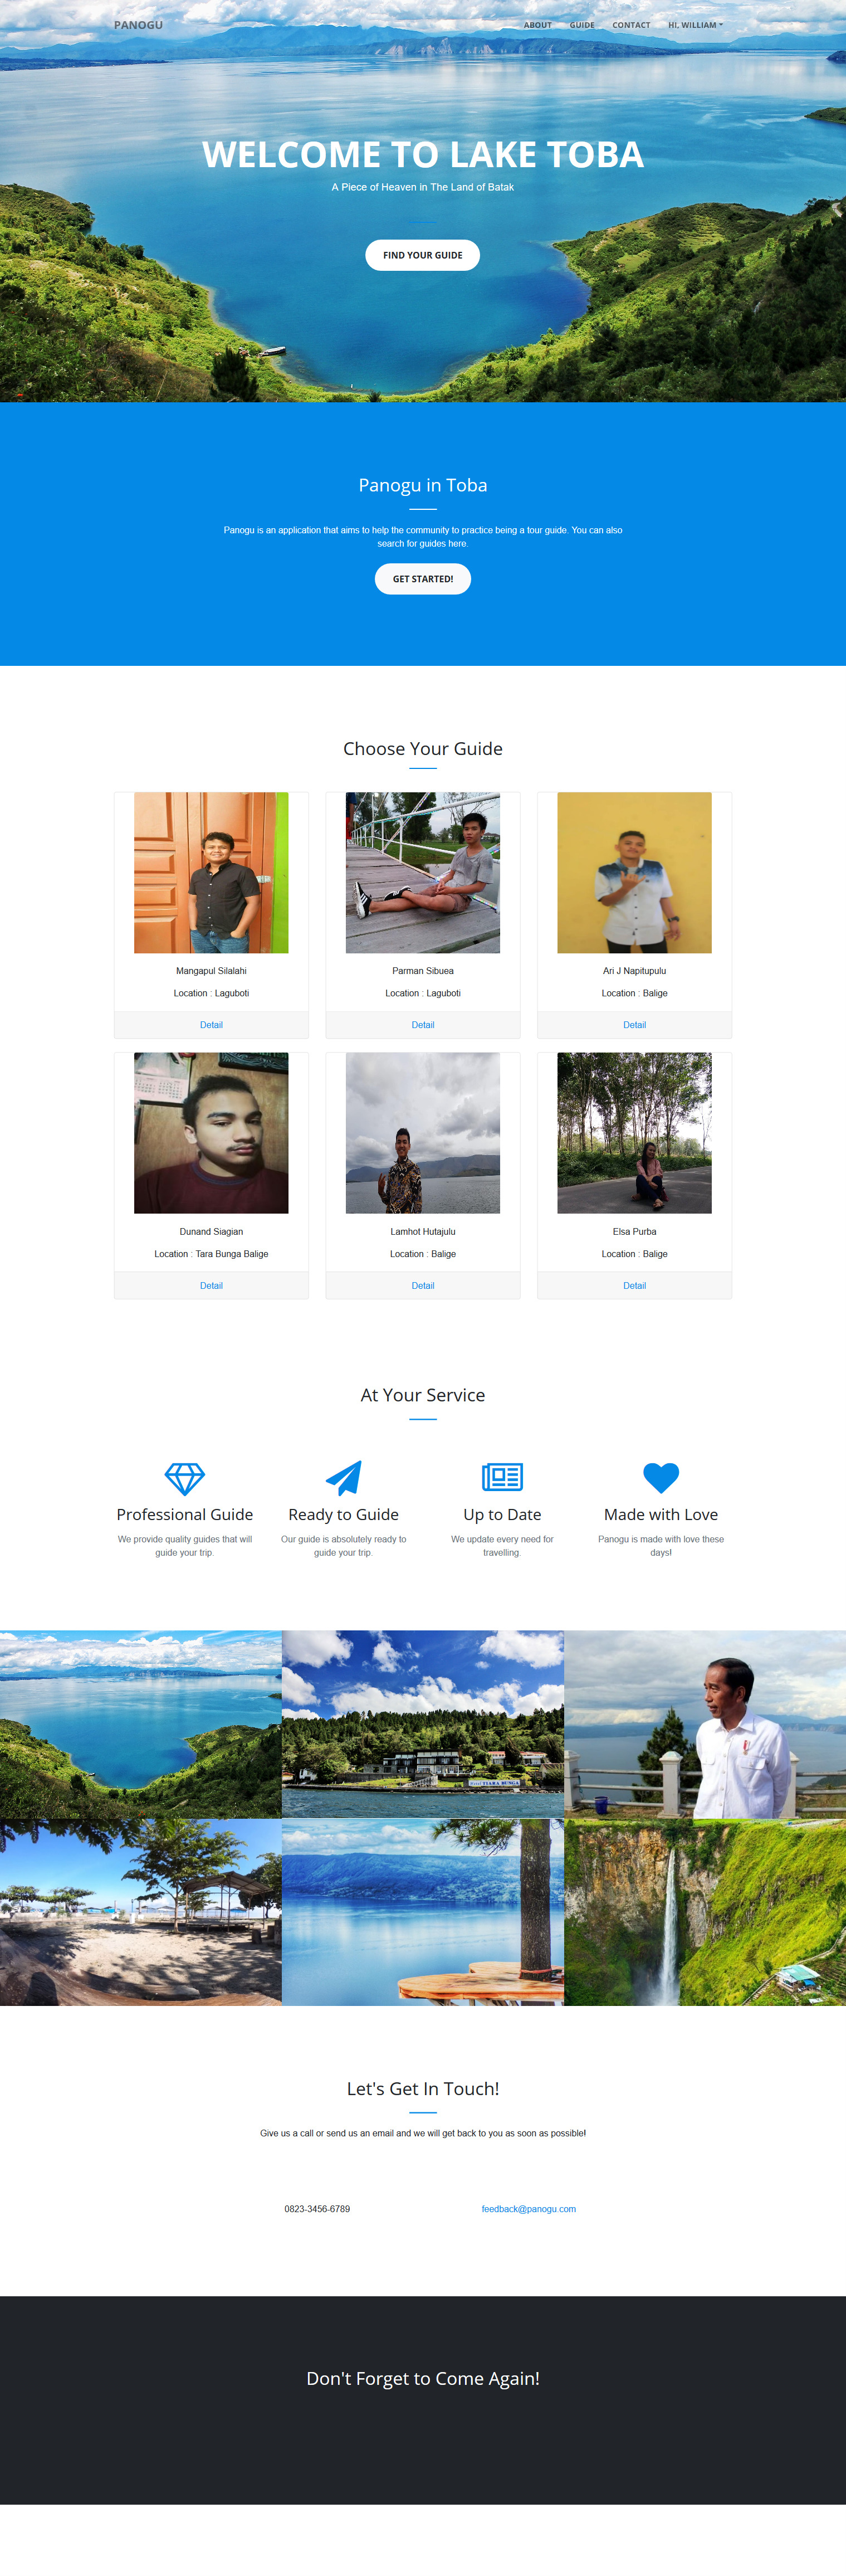 PANOGU
ABOUT
GUIDE
CONTACT
HI, WILLIAM
WELCOME TO LAKE TOBA
A Piece of Heaven in The Land of Batak
FIND YOUR GUIDE
Panogu in Toba
Panogu is an application that aims to help the community to practice being a tour guide. You can also
search for guides here.
GET STARTED!
Choose Your Guide
Mangapul Silalahi
Location : Laguboti
Detail
Parman Sibuea
Location : Laguboti
Detail
Ari J Napitupulu
Location : Balige
Detail
Dunand Siagian
Location : Tara Bunga Balige
Detail
Lamhot Hutajulu
Location : Balige
Detail
Elsa Purba
Location : Balige
Detail
At Your Service
Professional Guide
We provide quality guides that will
guide your trip.
Ready to Guide
Our guide is absolutely ready to
guide your trip.
Up to Date
We update every need for
travelling.
Made with Love
Panogu is made with love these
days!
TIARA BUNGA
Let's Get In Touch!
Give us a call or send us an email and we will get back to you as soon as possible!
0823-3456-6789
feedback@panogu.com
Don't Forget to Come Again!